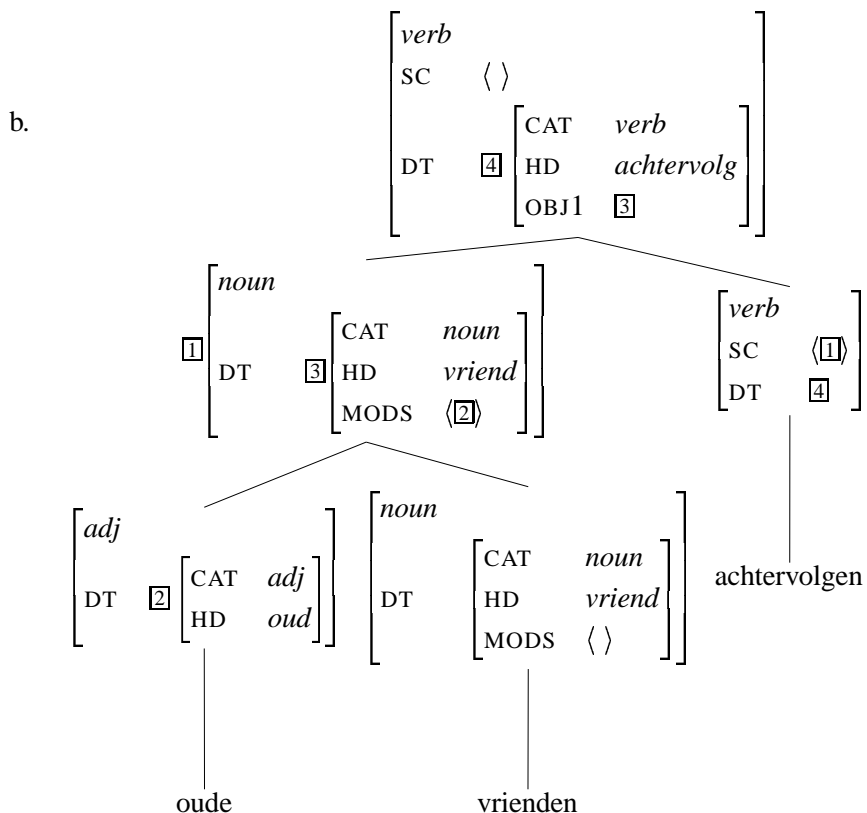 verb
SC ⟨ ⟩
b.
CAT verb
DT 4 HD achtervolg
OBJ1 3
noun
verb
CAT noun
1 SC ⟨1⟩
DT 3 HD vriend
DT 4
MODS ⟨2⟩
adj noun
CAT adj CAT noun
achtervolgen
DT 2 DT HD vriend
HD oud
MODS ⟨ ⟩
oude vrienden